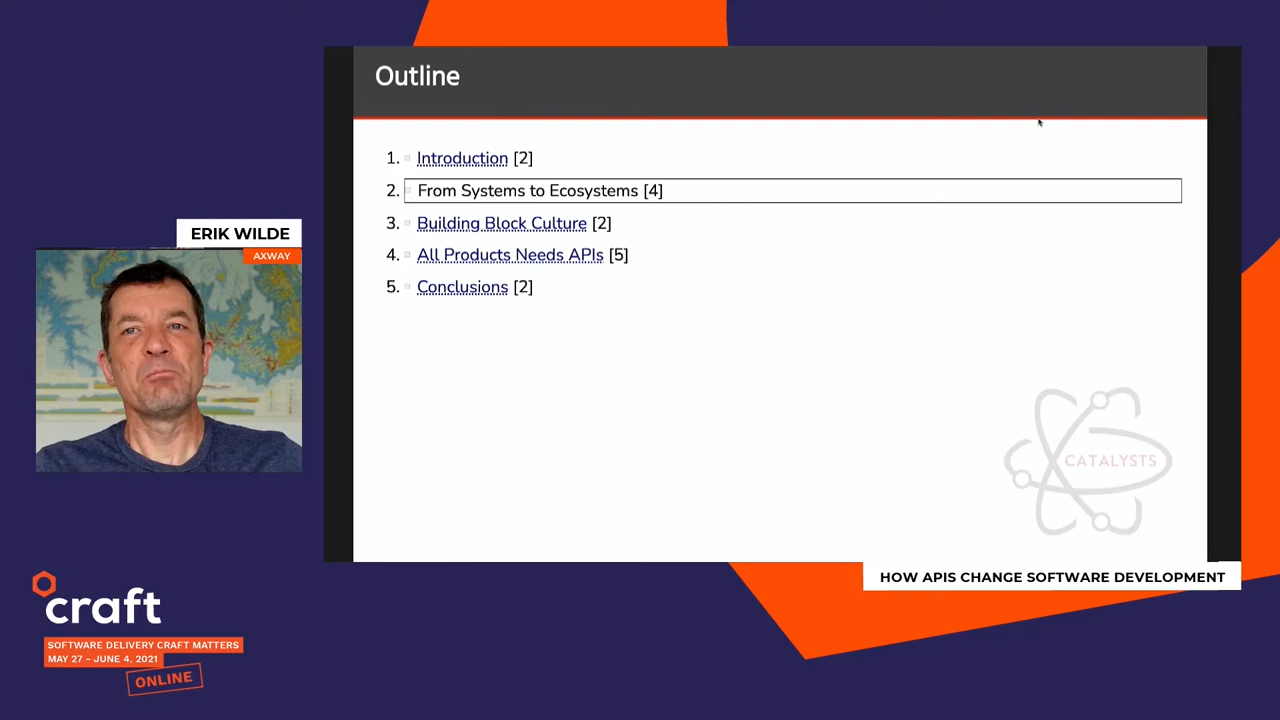 Outline
1. Introduction [2]
2. From Systems to Ecosystems [4]
3. Building Block Culture [2]
4. All Products Needs APIs [5]
5. Conclusions [2]
CATALYSTS
ERIK WILDE
AXWAY
HOW APIS CHANGE SOFTWARE DEVELOPMENT
craft
SOFTWARE DELIVERY CRAFT MATTERS
MAY 27 - JUNE 4, 2021
ONLINE